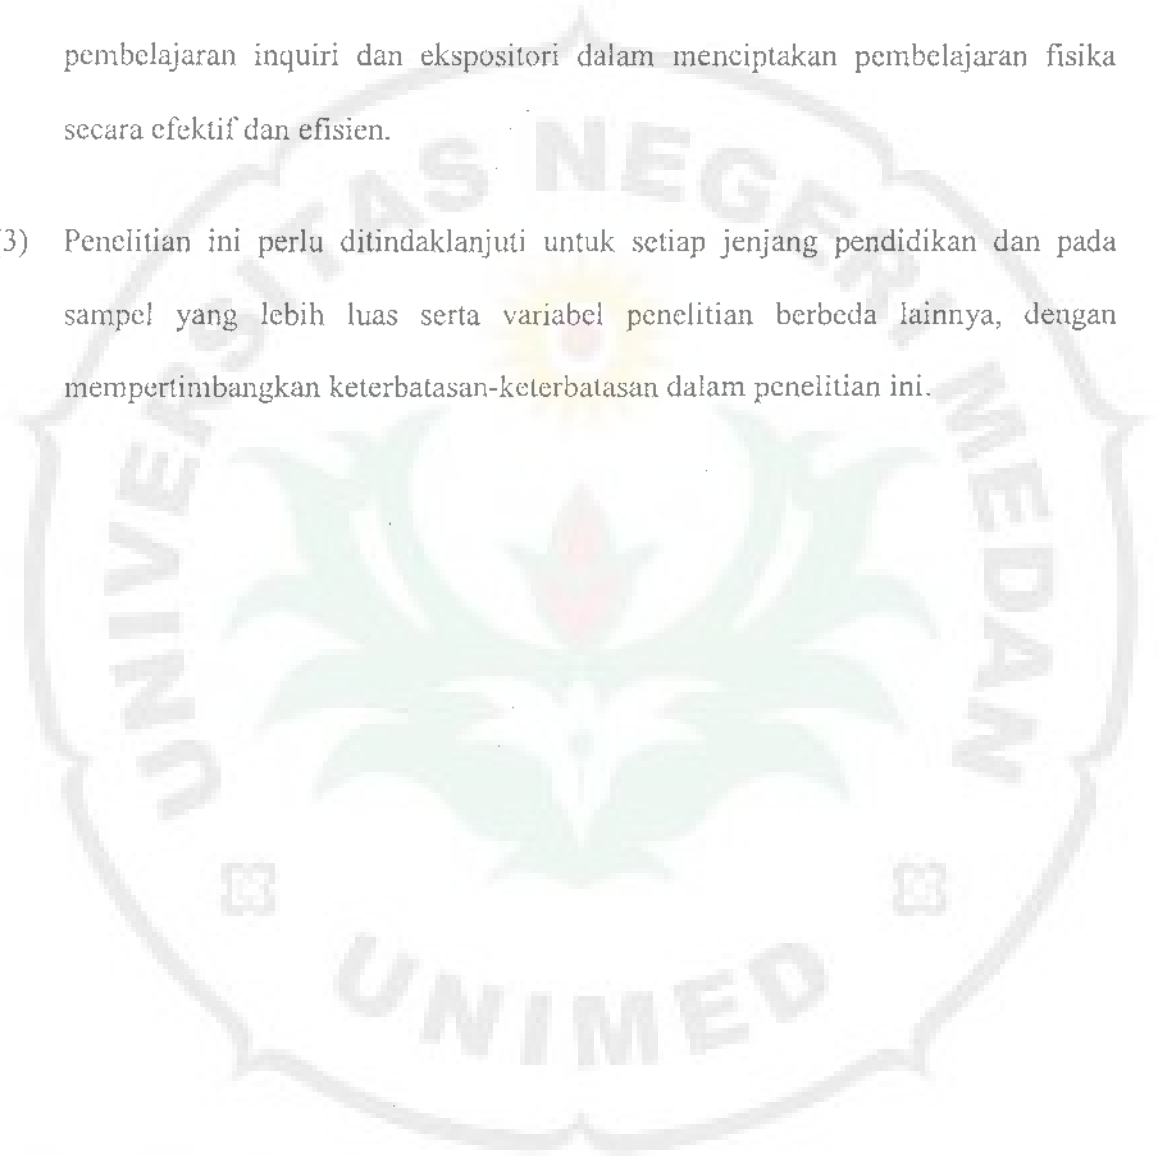 pembelajaran inquiri dan ekspositori dalam menciptakan pembelajaran fisika
secara efektif dan efisien.
3) Penelitian ini perlu ditindaklanjuti untuk setiap jenjang pendidikan dan pada
sampel yang lebih luas serta variabel penelitian berbeda lainnya, dengan
mempertimbangkan keterbatasan-keterbatasan dalam penelitian ini.
UNIVERSITAS NEGERI MEDAN
UNIMED